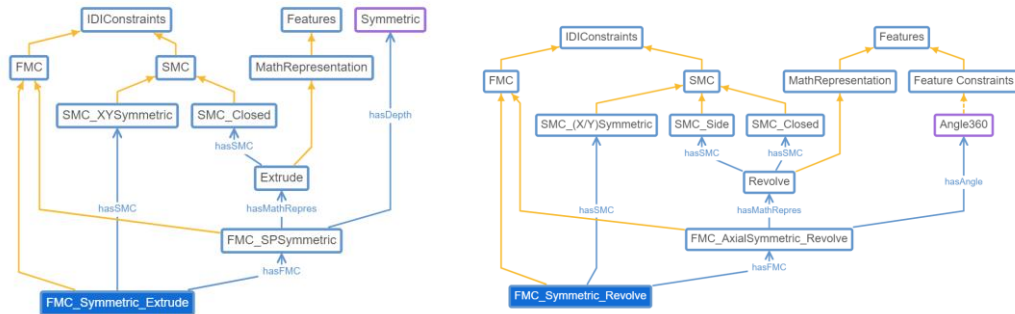 IDIConstraints
Features
Symmetric
FMC
SMC
MathRepresentation
hasDepth
SMC_XYSymmetric
SMC_Closed
hasSMC
Extrude
hasSMC
hasMathRepres
FMC_SPSymmetric
hasFMC
FMC_Symmetric_Extrude
IDIConstraints
Features
FMC
SMC
MathRepresentation
Feature Constraints
SMC_(X/Y)Symmetric
SMC_Side
SMC_Closed
Angle360
hasSMC
hasSMC
Revolve
hasAngle
hasSMC
hasMathRepres
FMC_AxialSymmetric_Revolve
hasFMC
FMC_Symmetric_Revolve